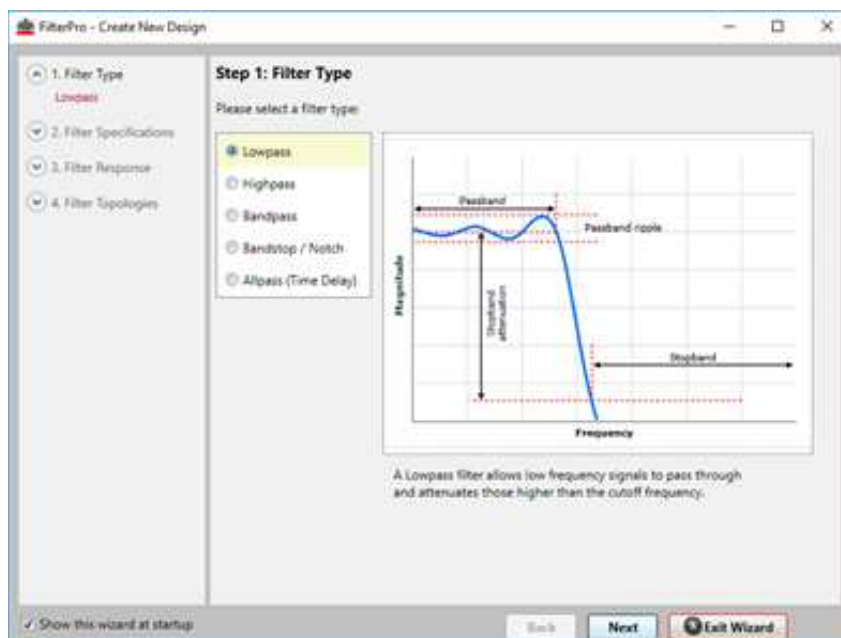 FilterPro - Create New Design
1. Filter Type
Lowpass
2. Filter Specifications
3. Filter Response
4. Filter Topologies
Step 1: Filter Type
Please select a filter type:
Lowpass
Highpass
Bandpass
Bandstop / Notch
Allpass (Time Delay)
Magnitude
Passband
Passband ripple
Stopband
attenuation
Stopband
Frequency
A Lowpass filter allows low frequency signals to pass through
and attenuates those higher than the cutoff frequency.
Show this wizard at startup
Back
Next
Exit Wizard